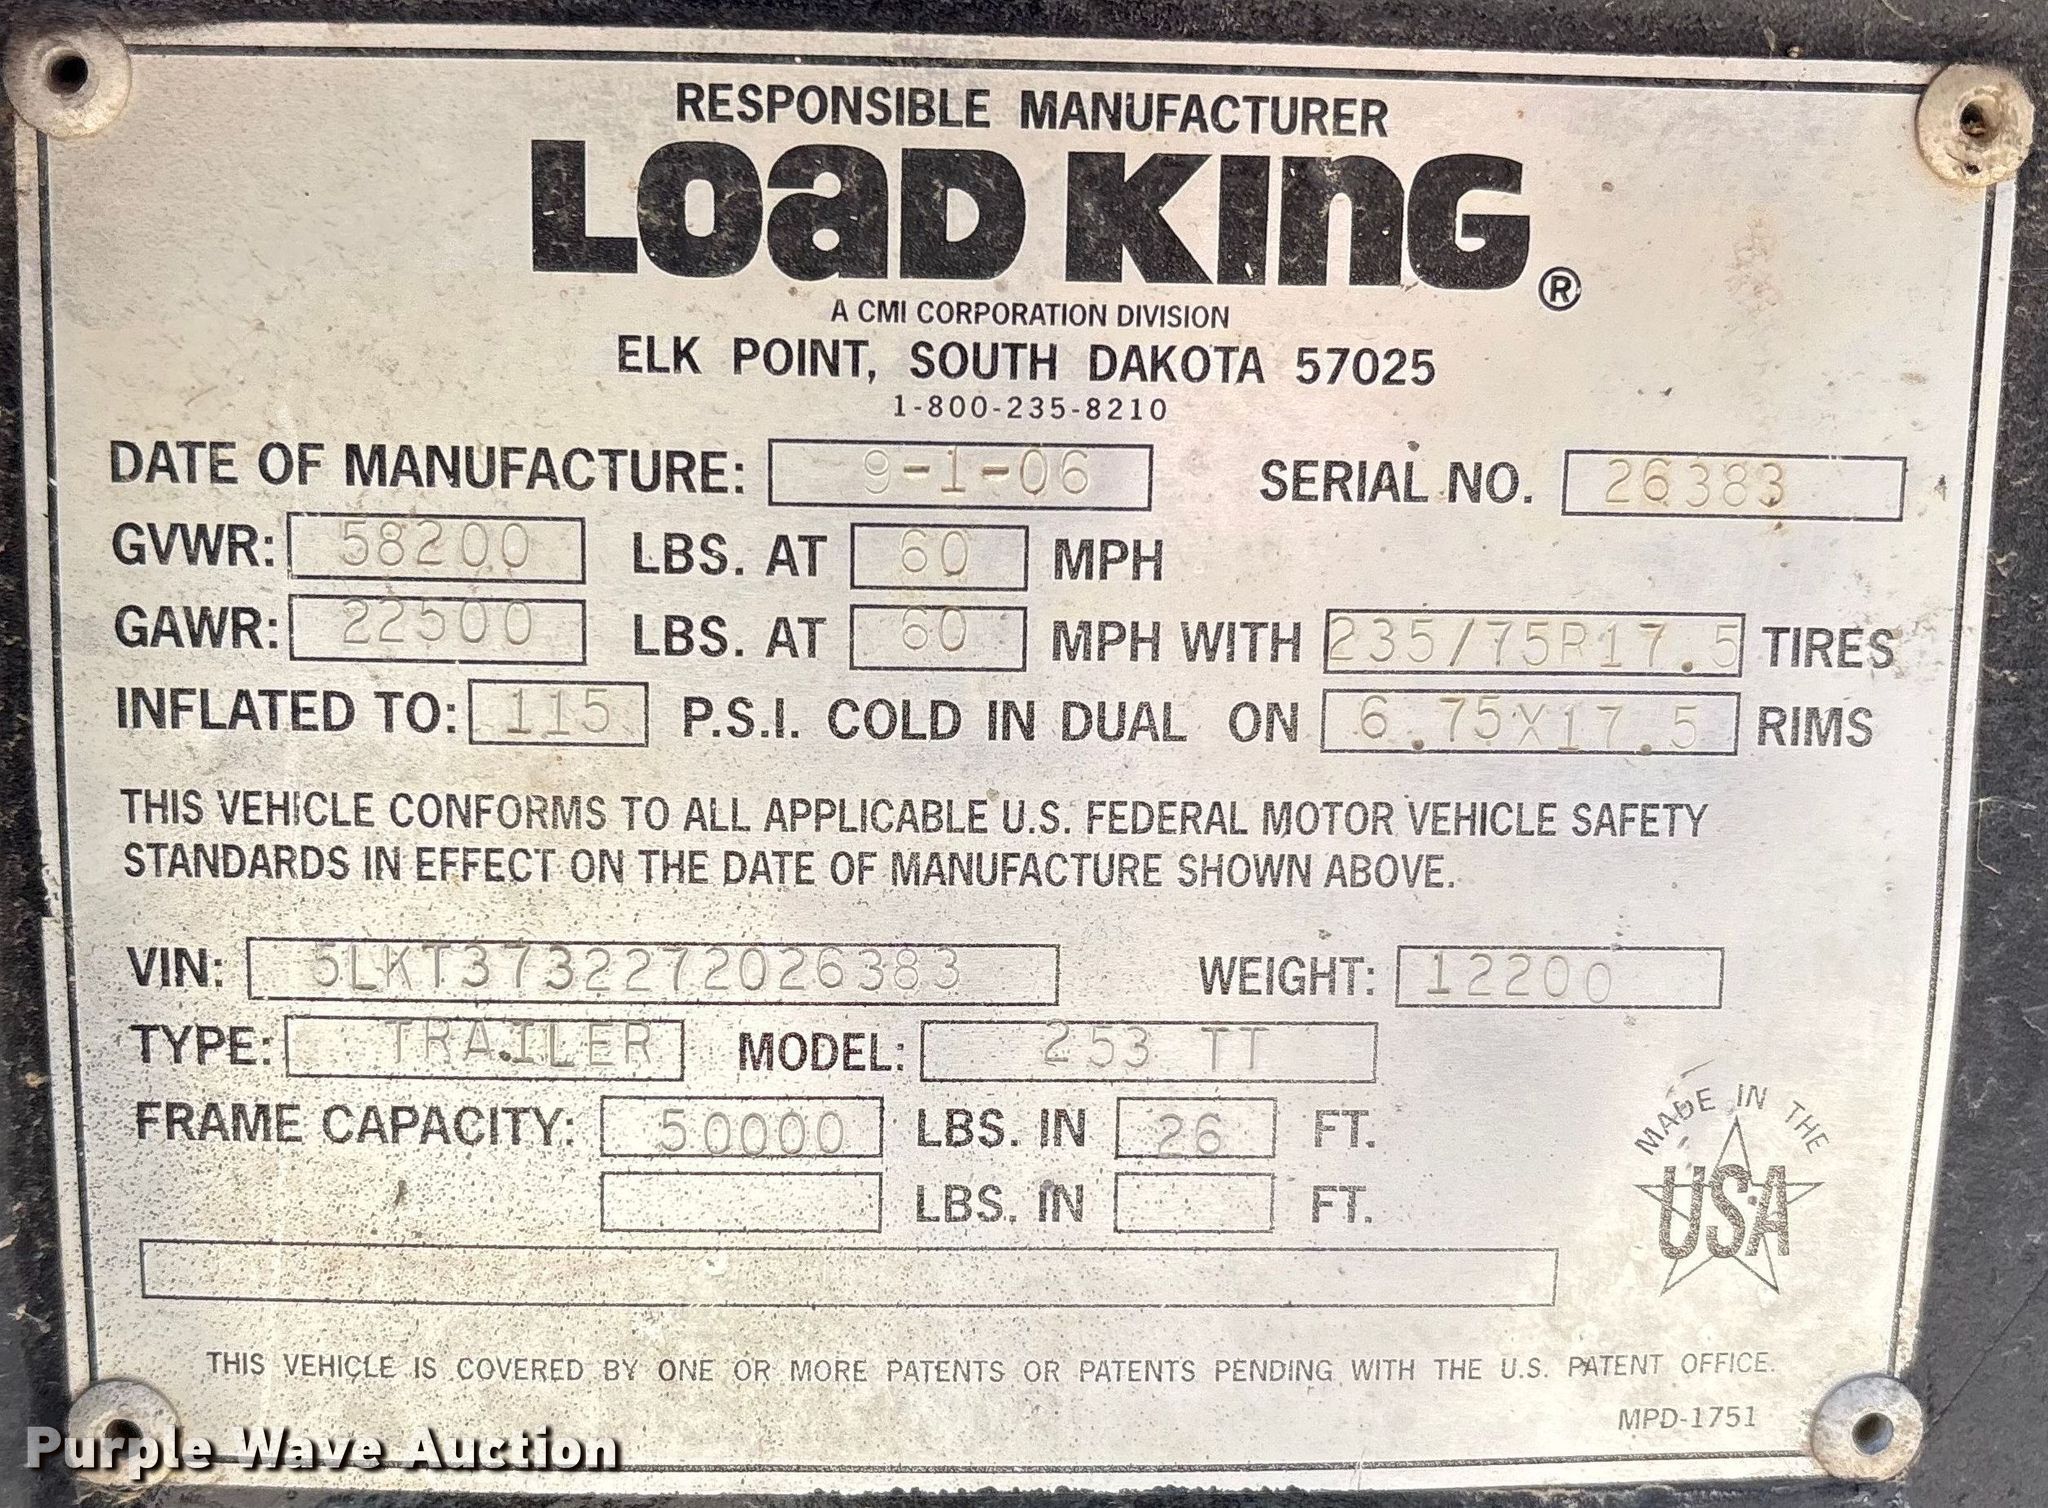 RESPONSIBLE MANUFACTURER
LOAD KING®
A CMI CORPORATION DIVISION
ELK POINT, SOUTH DAKOTA 57025
1-800-235-8210
DATE OF MANUFACTURE: 9-1-06 SERIAL NO. 26383
GVWR: 58200 LBS. AT 60 MPH
GAWR: 22500 LBS. AT 60 MPH WITH 235/75R17.5 TIRES
INFLATED TO: 115 P.S.I. COLD IN DUAL ON 6.75X17.5 RIMS
THIS VEHICLE CONFORMS TO ALL APPLICABLE U.S. FEDERAL MOTOR VEHICLE SAFETY
STANDARDS IN EFFECT ON THE DATE OF MANUFACTURE SHOWN ABOVE.
VIN: 5LKT3732272026383 WEIGHT: 12200
TYPE: TRAILER MODEL: 253 TT
FRAME CAPACITY: 50000 LBS. IN 26 FT.
LBS. IN FT.
MADE IN THE
USA
THIS VEHICLE IS COVERED BY ONE OR MORE PATENTS OR PATENTS PENDING WITH THE U.S. PATENT OFFICE.
MPD-1751
Purple Wave Auction